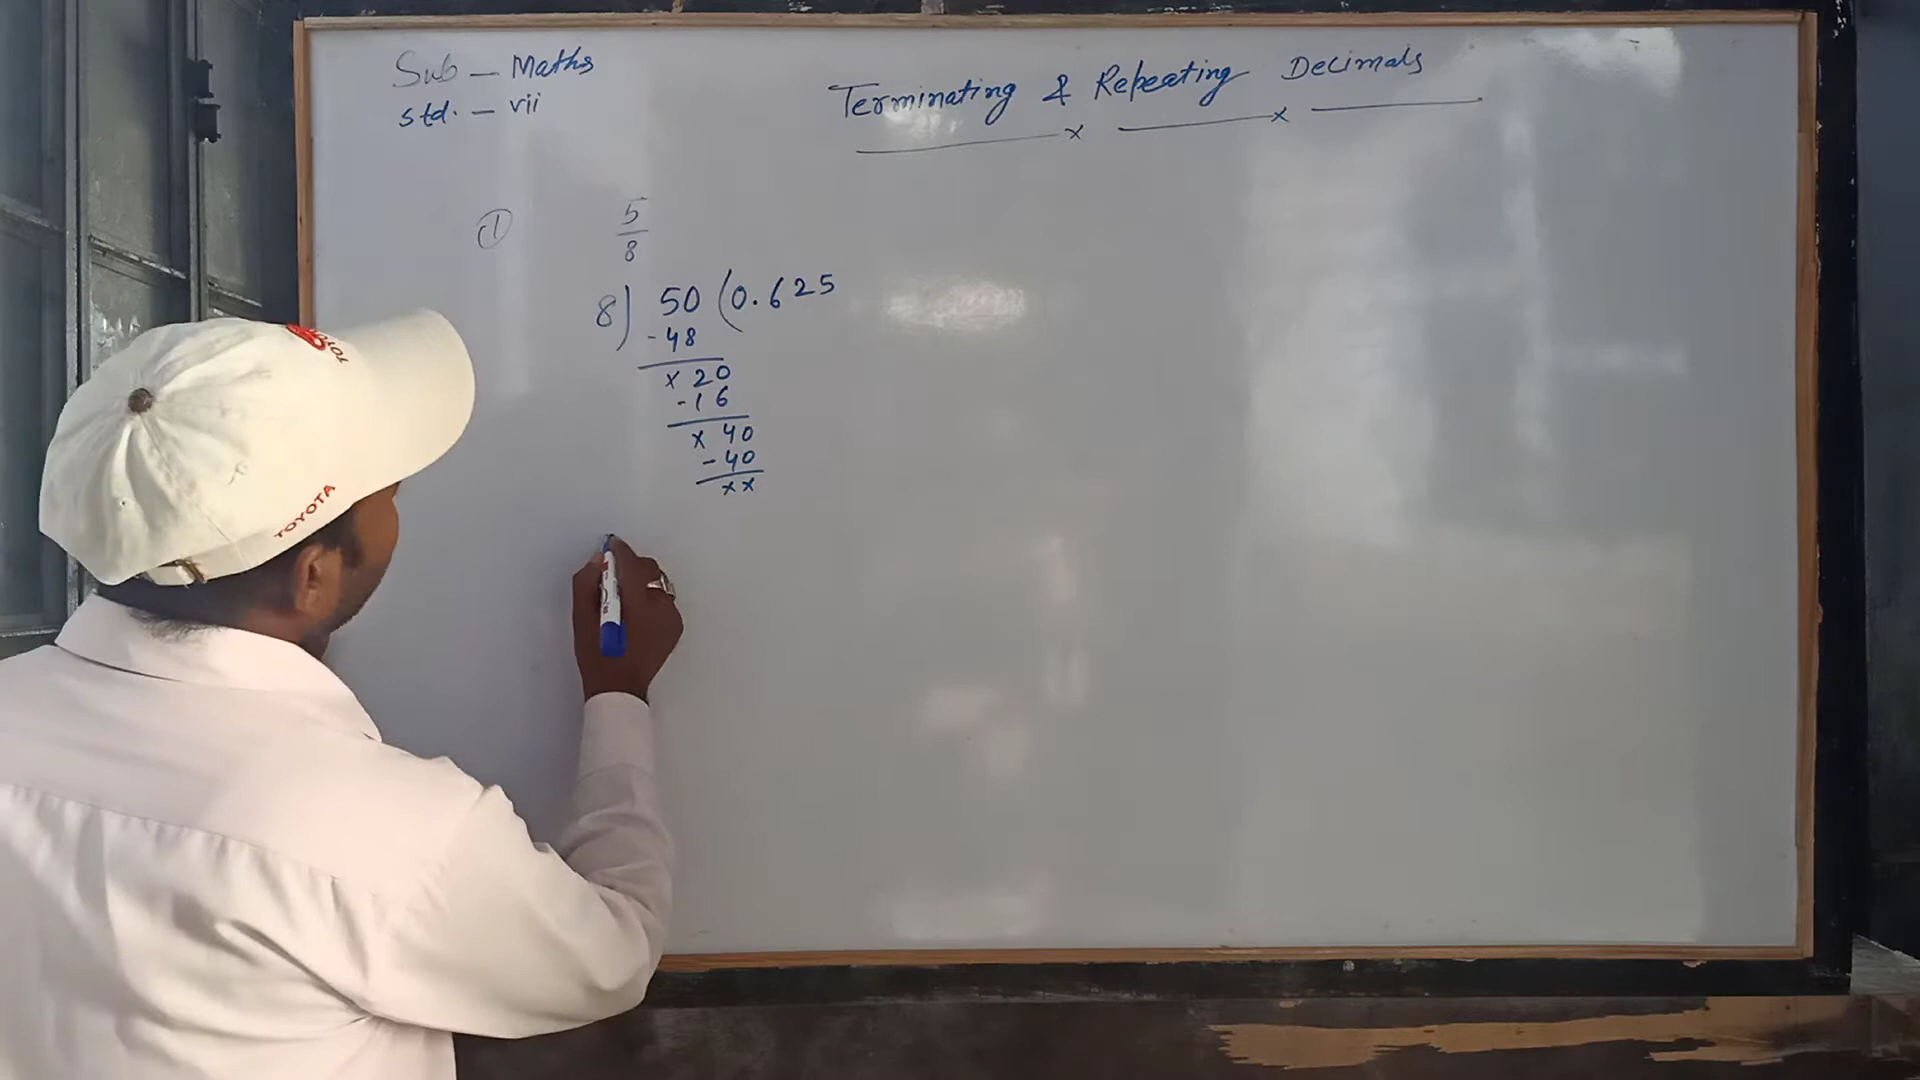 Sub - Maths
std. - vii
Terminating & Repeating Decimals
x x
① 5/8
8) 50 (0.625
-48
x 20
-16
x 40
-40
x x
TOYOTA
TOYOTA